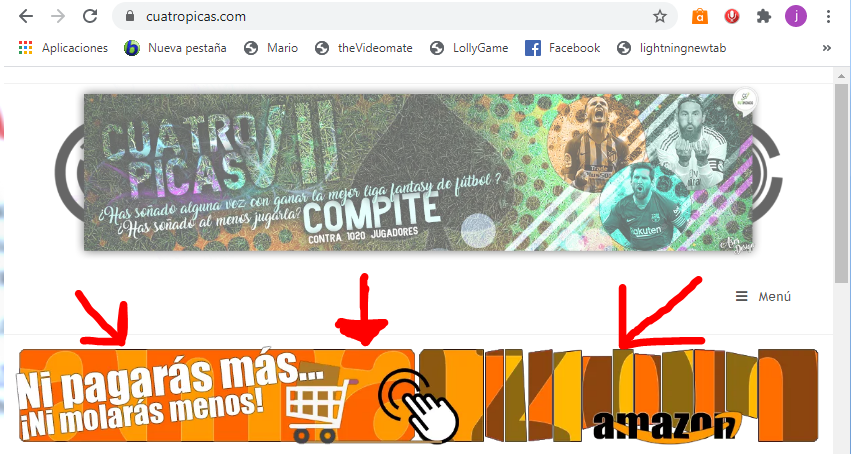 cuatropicas.com
j
Aplicaciones
Nueva pestaña
Mario
theVideomate
LollyGame
Facebook
lightningnewtab
»
CUATRO
PICAS VII
¿Has soñado alguna vez con ganar la mejor liga fantasy de fútbol ?
¿Has soñado al menos jugarla?
COMPITE
CONTRA 1020 JUGADORES
Rakuten
Menú
Ni pagarás más...
¡Ni molarás menos!
amazon
amazon